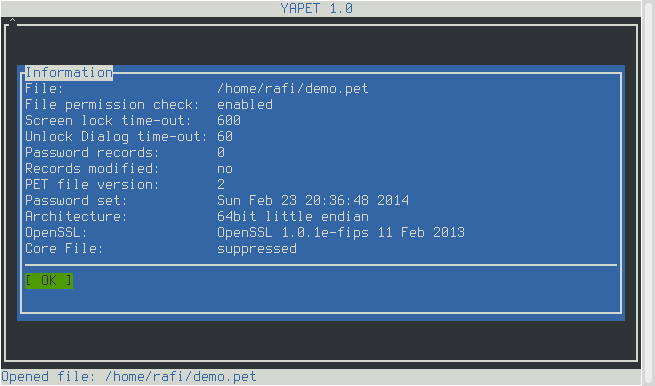 YAPET 1.0
^
Information
File: /home/rafi/demo.pet
File permission check: enabled
Screen lock time-out: 600
Unlock Dialog time-out: 60
Password records: 0
Records modified: no
PET file version: 2
Password set: Sun Feb 23 20:36:48 2014
Architecture: 64bit little endian
OpenSSL: OpenSSL 1.0.1e-fips 11 Feb 2013
Core File: suppressed
[ OK ]
Opened file: /home/rafi/demo.pet